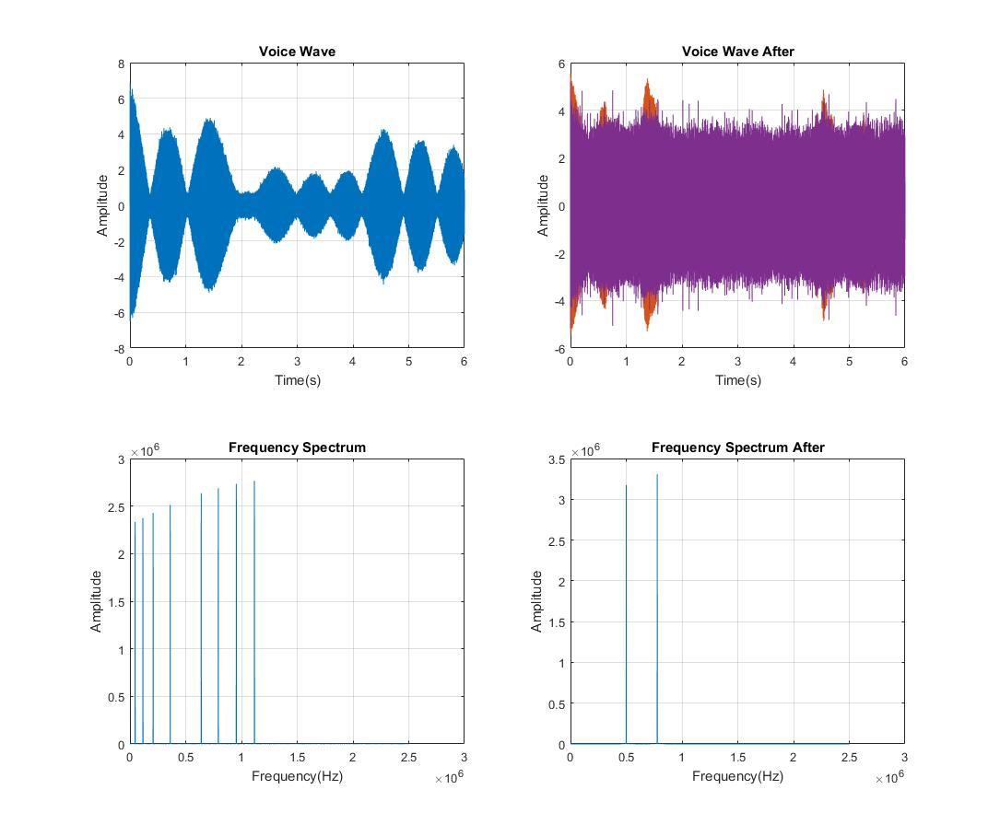 Voice Wave
8
6
4
2
0
-2
-4
-6
-8
Amplitude
0 1 2 3 4 5 6
Time(s)
Voice Wave After
6
4
2
0
-2
-4
-6
Amplitude
0 1 2 3 4 5 6
Time(s)
×10^6
Frequency Spectrum
3
2.5
2
1.5
1
0.5
0
Amplitude
0 0.5 1 1.5 2 2.5 3
Frequency(Hz)
×10^6
×10^6
Frequency Spectrum After
3.5
3
2.5
2
1.5
1
0.5
0
Amplitude
0 0.5 1 1.5 2 2.5 3
Frequency(Hz)
×10^6